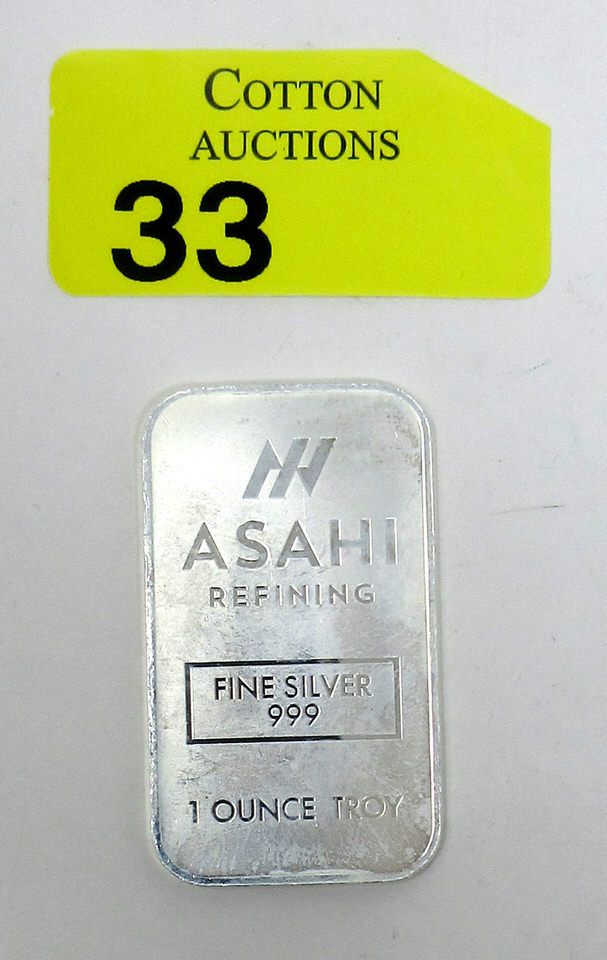 COTTON
AUCTIONS
33
ASAHI
REFINING
FINE SILVER
999
1 OUNCE TROY